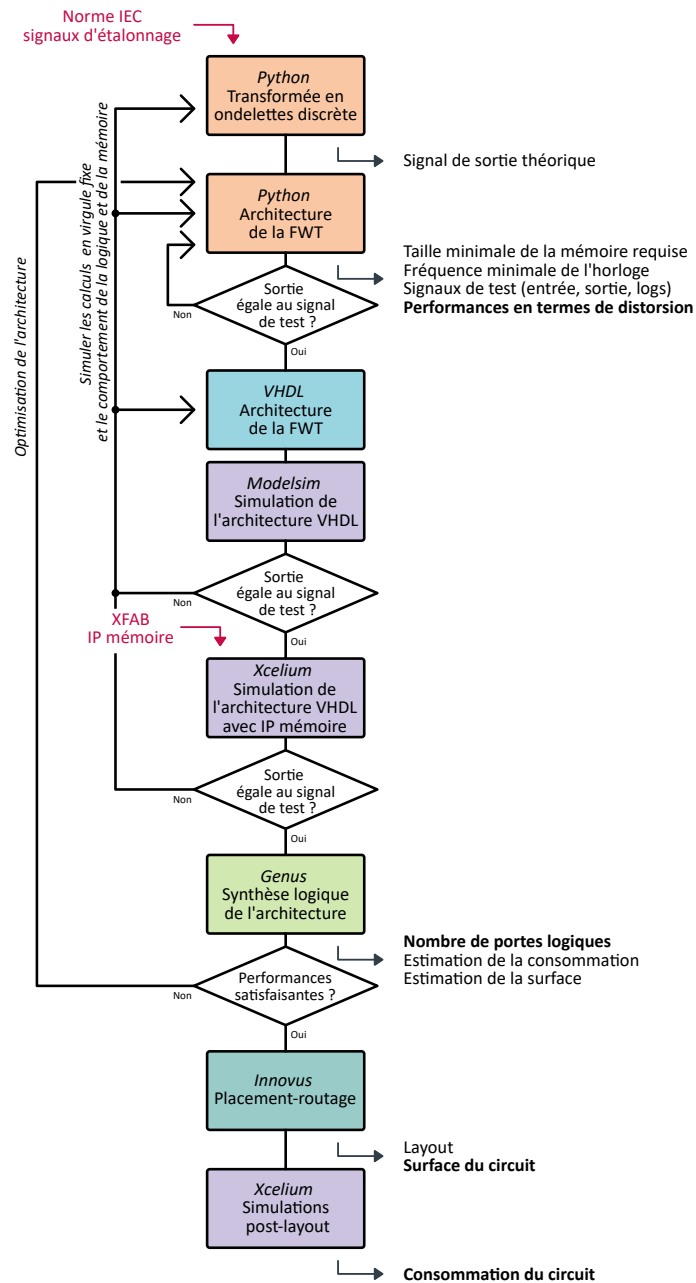 Norme IEC
signaux d'étalonnage
Python
Transformée en
ondelettes discrète
Signal de sortie théorique
Python
Architecture
de la FWT
Taille minimale de la mémoire requise
Fréquence minimale de l'horloge
Signaux de test (entrée, sortie, logs)
Performances en termes de distorsion
Sortie
égale au signal
de test ?
Non
Oui
Optimisation de l'architecture
Simuler les calculs en virgule fixe
et le comportement de la logique et de la mémoire
VHDL
Architecture
de la FWT
Modelsim
Simulation de
l'architecture VHDL
Sortie
égale au signal
de test ?
Non
Oui
XFAB
IP mémoire
Xcelium
Simulation de
l'architecture VHDL
avec IP mémoire
Sortie
égale au signal
de test ?
Non
Oui
Genus
Synthèse logique
de l'architecture
Nombre de portes logiques
Estimation de la consommation
Estimation de la surface
Performances
satisfaisantes ?
Non
Oui
Innovus
Placement-routage
Layout
Surface du circuit
Xcelium
Simulations
post-layout
Consommation du circuit